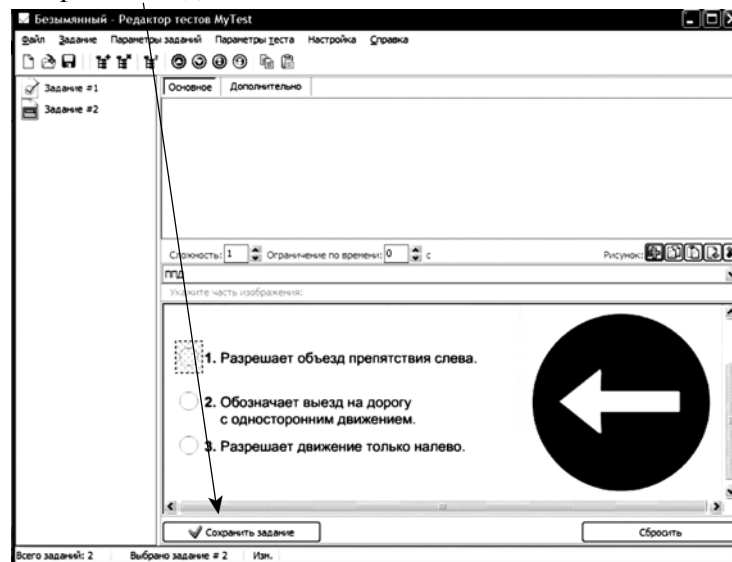 Безымянный - Редактор тестов MyTest
Файл Задание Параметры заданий Параметры теста Настройка Справка
Задание #1
Задание #2
Основное Дополнительно
Сложность: 1 Ограничение по времени: 0 с Рисунок:
ППД
Укажите часть изображения:
1. Разрешает объезд препятствия слева.
2. Обозначает выезд на дорогу
с односторонним движением.
3. Разрешает движение только налево.
Сохранить задание Сбросить
Всего заданий: 2 Выбрано задание # 2 Изм.